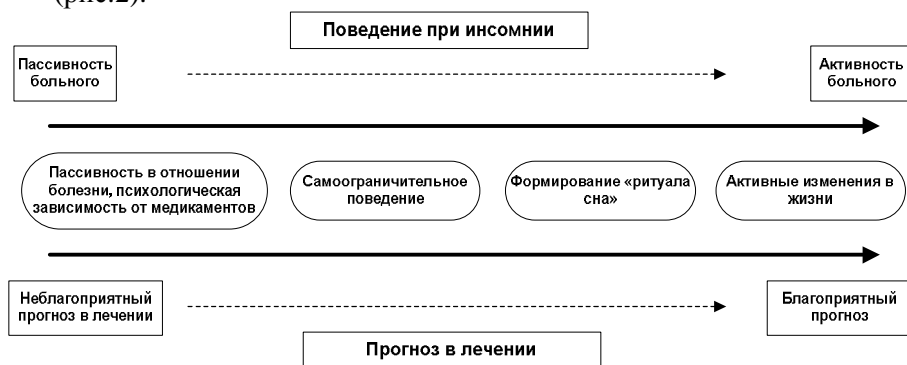 (рис.2).
Поведение при инсомнии
Пассивность
больного
Активность
больного
Пассивность в отношении
болезни, психологическая
зависимость от медикаментов
Самоограничительное
поведение
Формирование «ритуала
сна»
Активные изменения в
жизни
Неблагоприятный
прогноз в лечении
Благоприятный
прогноз
Прогноз в лечении